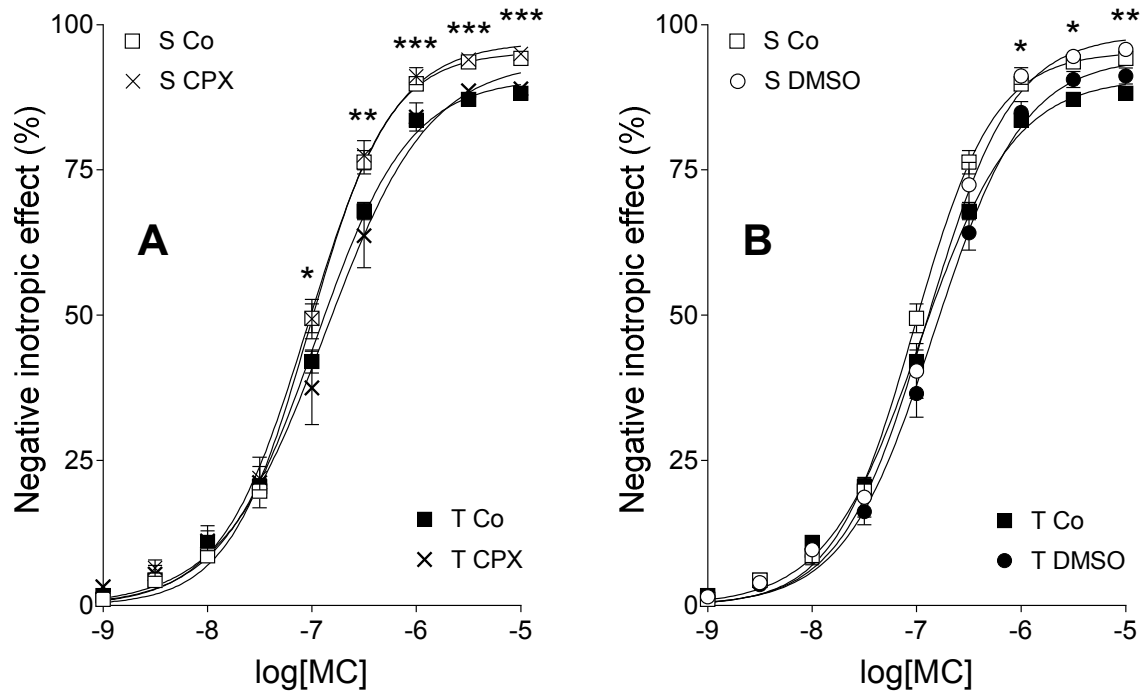 Negative inotropic effect (%)
100
75
50
25
0
-9 -8 -7 -6 -5
log[MC]
S Co
S CPX
A
*
**
***
***
***
T Co
T CPX
Negative inotropic effect (%)
100
75
50
25
0
-9 -8 -7 -6 -5
log[MC]
S Co
S DMSO
B
*
*
**
T Co
T DMSO